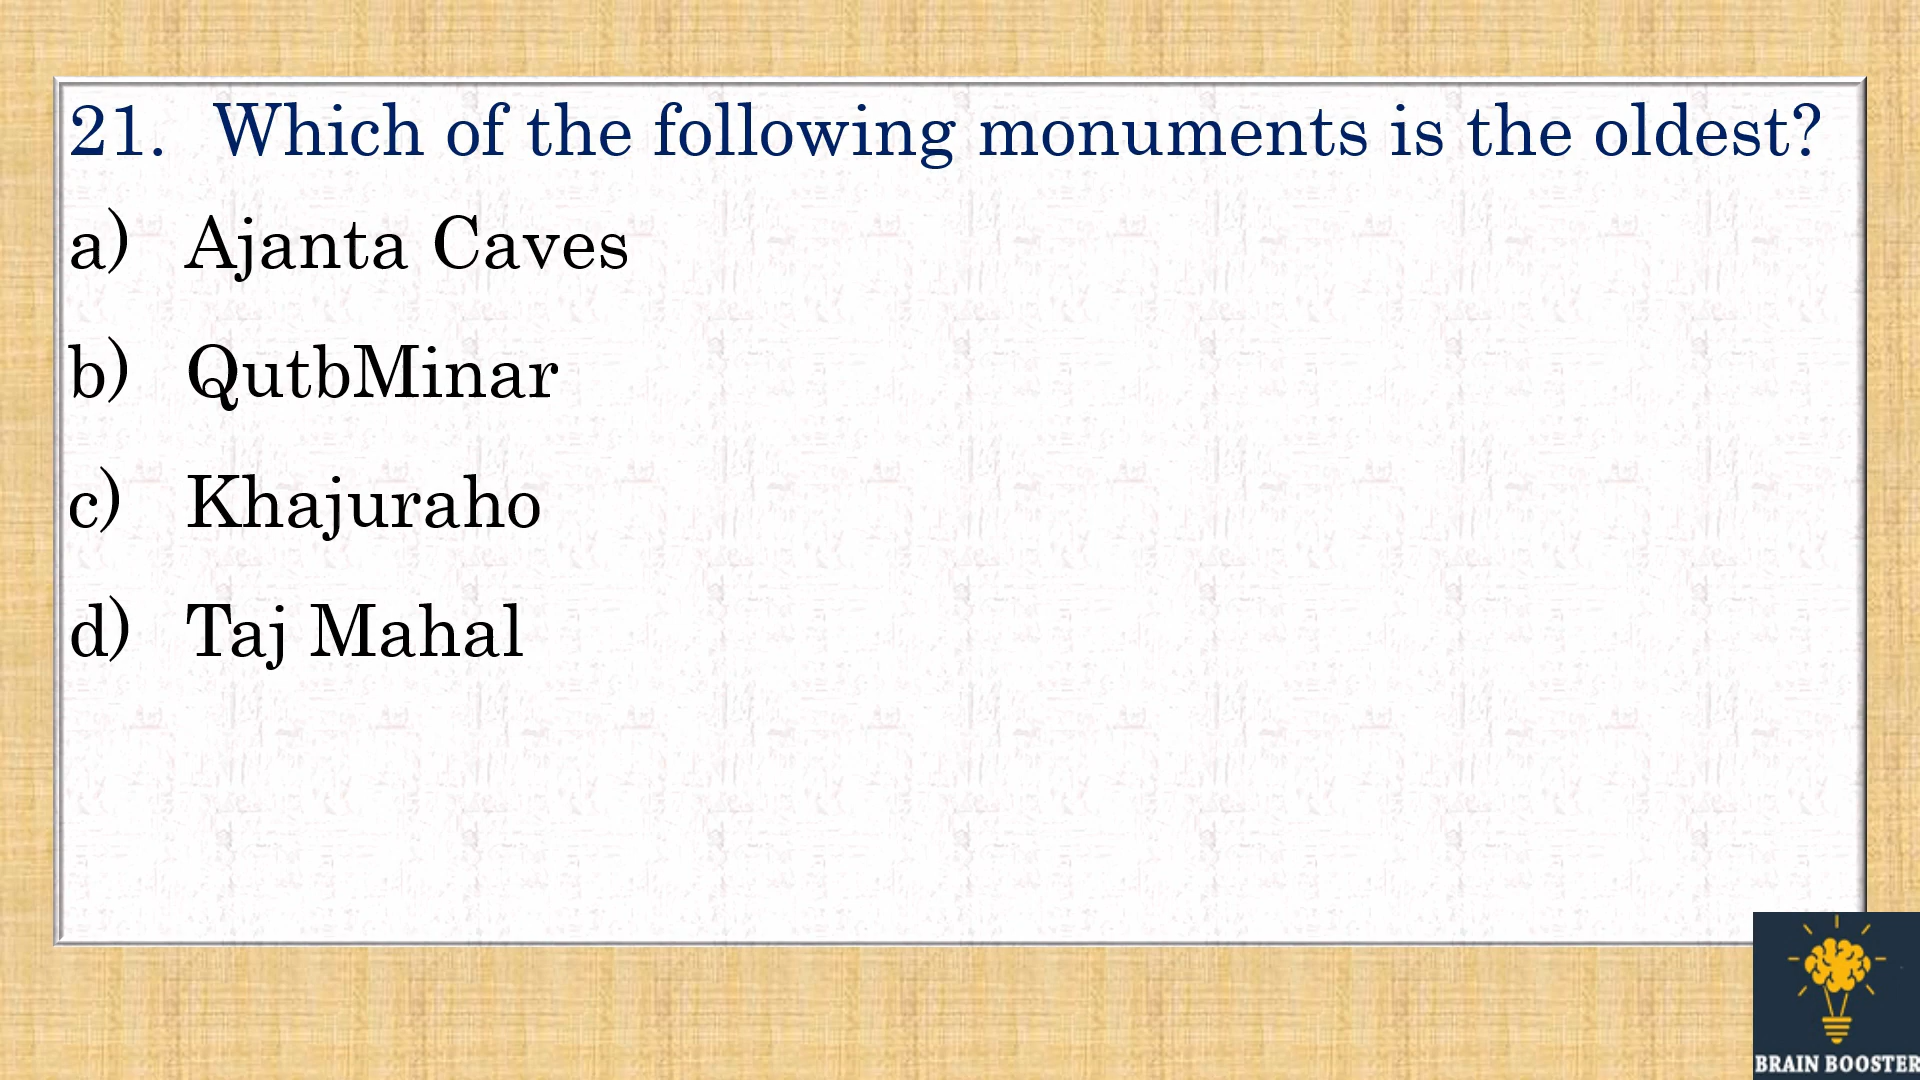 21. Which of the following monuments is the oldest?
a) Ajanta Caves
b) QutbMinar
c) Khajuraho
d) Taj Mahal
BRAIN BOOSTER